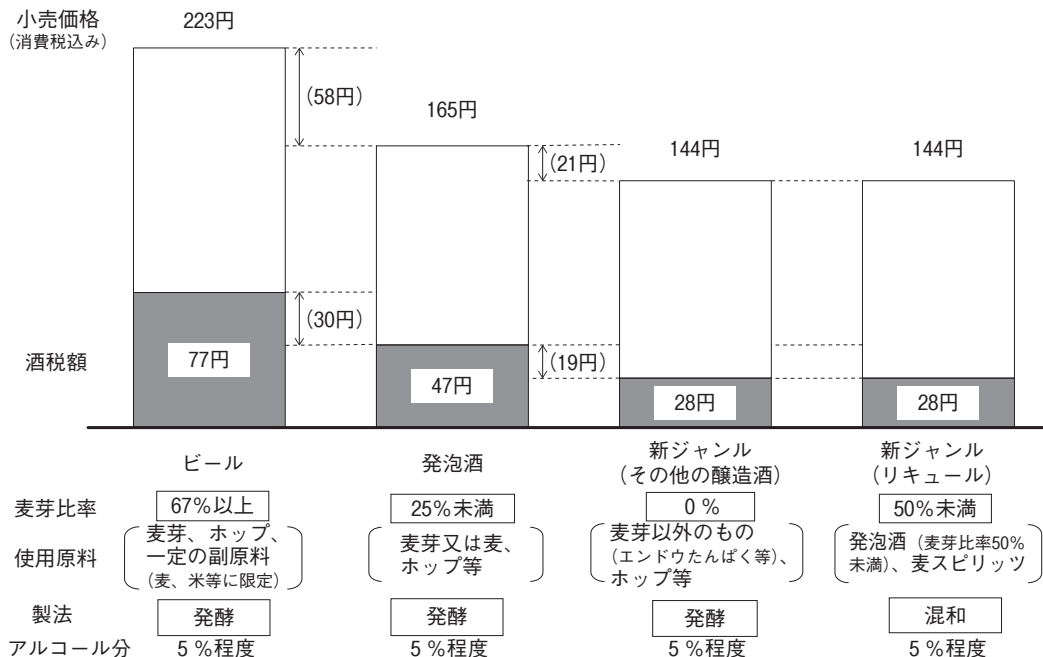 小売価格
(消費税込み)
223円
(58円)
165円
(21円)
144円
144円
(30円)
酒税額
77円
47円
(19円)
28円
28円
ビール
発泡酒
新ジャンル
(その他の醸造酒)
新ジャンル
(リキュール)
麦芽比率
67%以上
25%未満
0%
50%未満
使用原料
麦芽、ホップ、
一定の副原料
(麦、米等に限定)
麦芽又は麦、
ホップ等
麦芽以外のもの
(エンドウたんぱく等)、
ホップ等
発泡酒(麦芽比率50%
未満)、麦スピリッツ
製法
発酵
発酵
発酵
混和
アルコール分
5%程度
5%程度
5%程度
5%程度